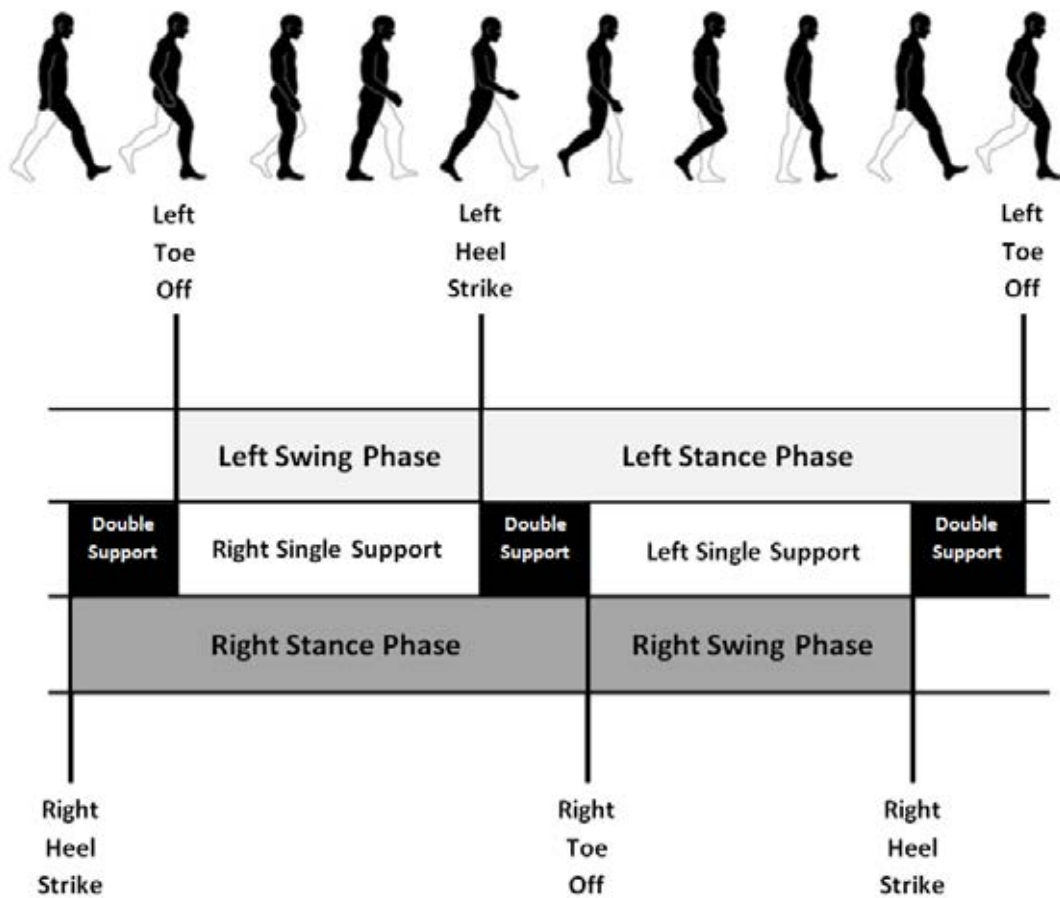 Left
Toe
Off
Left
Heel
Strike
Left
Toe
Off
Left Swing Phase
Left Stance Phase
Double
Support
Right Single Support
Double
Support
Left Single Support
Double
Support
Right Stance Phase
Right Swing Phase
Right
Heel
Strike
Right
Toe
Off
Right
Heel
Strike